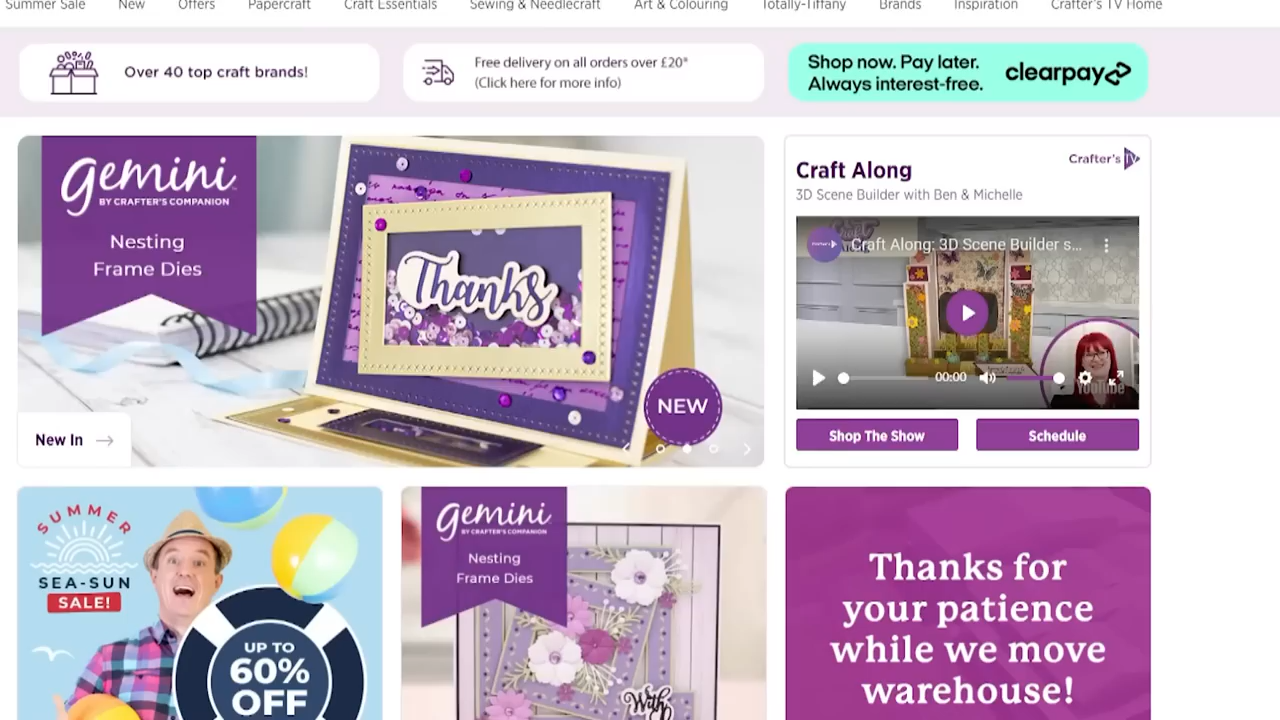 Summer Sale
New
Offers
Papercraft
Craft Essentials
Sewing & Needlecraft
Art & Colouring
Totally-Tiffany
Brands
Inspiration
Crafter's TV Home
Over 40 top craft brands!
Free delivery on all orders over £20*
(Click here for more info)
Shop now. Pay later.
Always interest-free.
clearpay
gemini
BY CRAFTER'S COMPANION
Nesting
Frame Dies
Thanks
NEW
New In
Craft Along
Crafter's TV
3D Scene Builder with Ben & Michelle
Craft Along: 3D Scene Builder s...
00:00
YouTube
Shop The Show
Schedule
SUMMER
SEA-SUN
SALE!
UP TO
60%
OFF
gemini
BY CRAFTER'S COMPANION
Nesting
Frame Dies
With
Thanks for
your patience
while we move
warehouse!